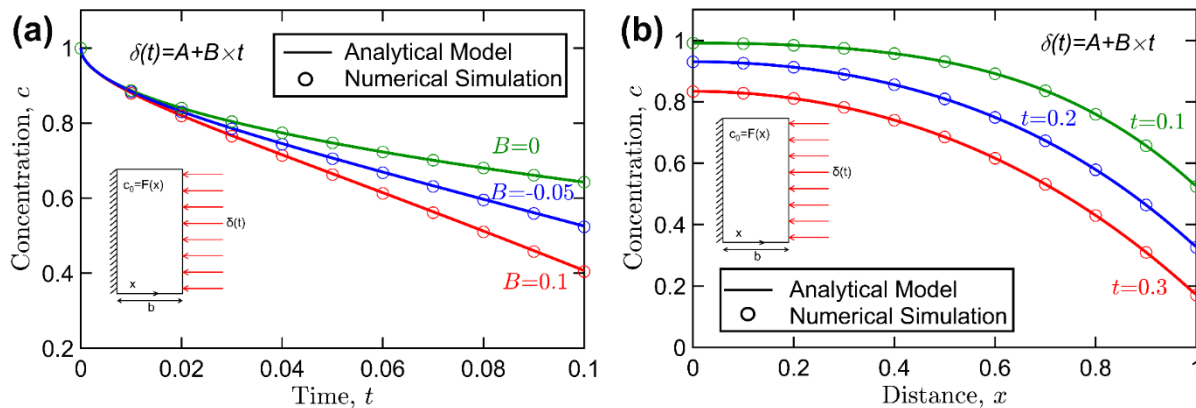 (a)
δ(t)=A+B×t
Analytical Model
Numerical Simulation
B=0
B=-0.05
B=0.1
c₀=F(x)
δ(t)
x
b
Concentration, c
1
0.8
0.6
0.4
0.2
0
0.02
0.04
0.06
0.08
0.1
Time, t
(b)
δ(t)=A+B×t
t=0.1
t=0.2
t=0.3
c₀=F(x)
δ(t)
x
b
Analytical Model
Numerical Simulation
Concentration, c
1
0.8
0.6
0.4
0.2
0
0
0.2
0.4
0.6
0.8
1
Distance, x